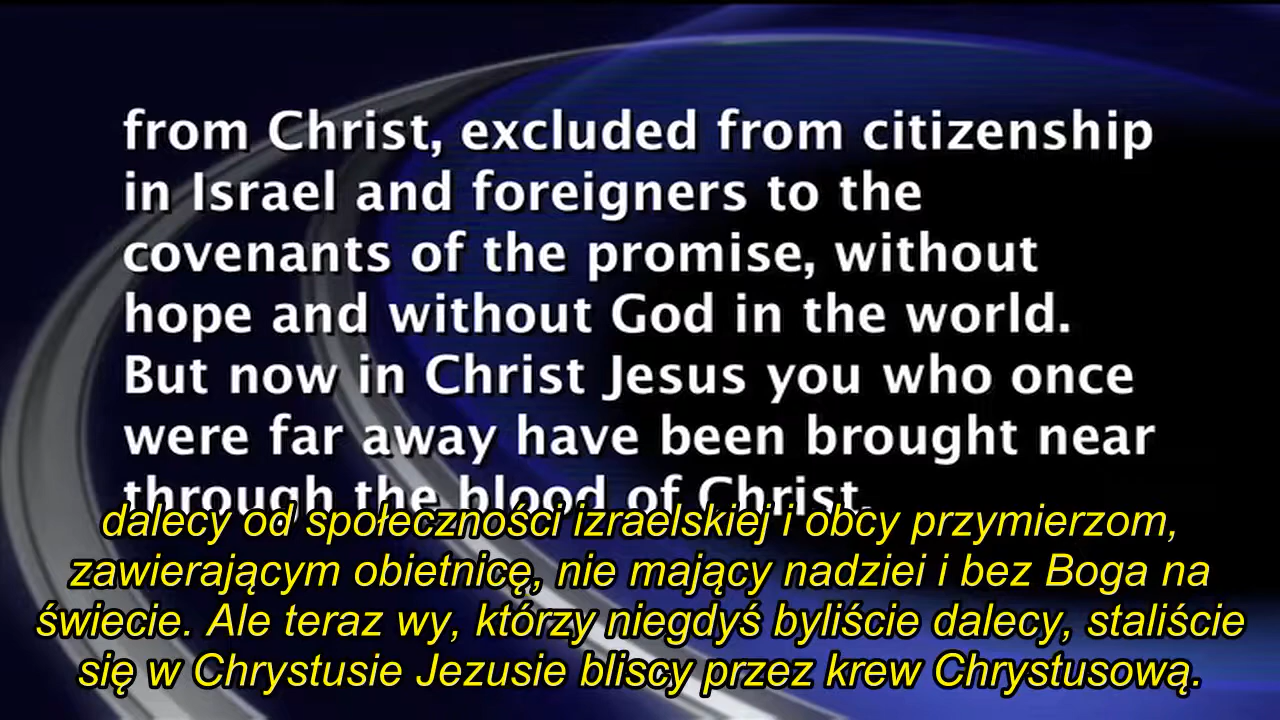 from Christ, excluded from citizenship
in Israel and foreigners to the
covenants of the promise, without
hope and without God in the world.
But now in Christ Jesus you who once
were far away have been brought near
through the blood of Christ.
dalecy od społeczności izraelskiej i obcy przymierzom,
zawierającym obietnicę, nie mający nadziei i bez Boga na
świecie. Ale teraz wy, którzy niegdyś byliście dalecy, staliście
się w Chrystusie Jezusie bliscy przez krew Chrystusową.